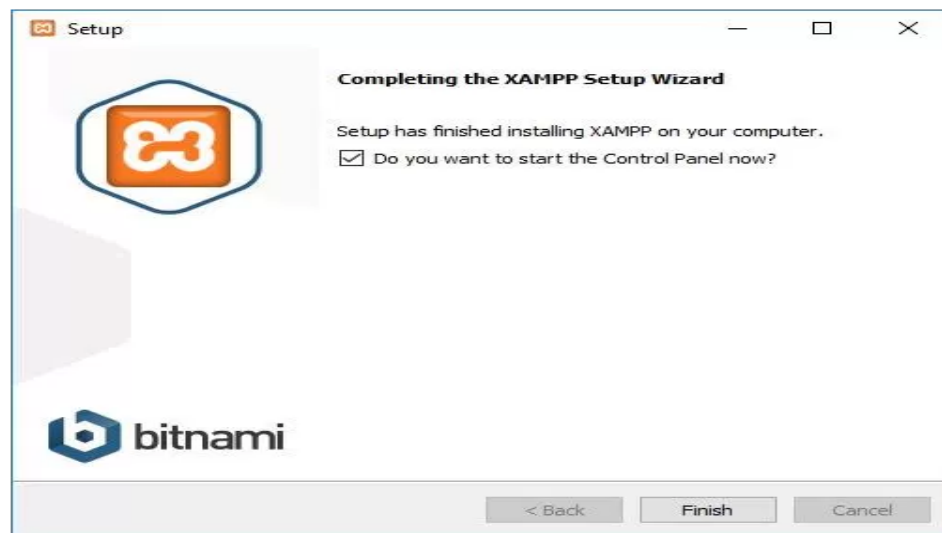 Setup
Completing the XAMPP Setup Wizard
Setup has finished installing XAMPP on your computer.
Do you want to start the Control Panel now?
bitnami
< Back
Finish
Cancel